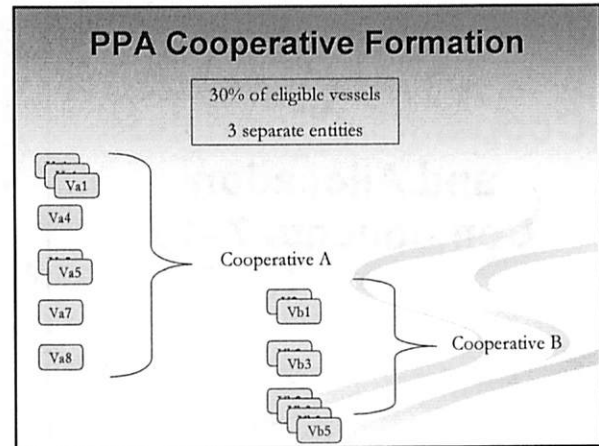 PPA Cooperative Formation
30% of eligible vessels
3 separate entities
Va1
Va4
Va5
Va7
Va8
Cooperative A
Vb1
Vb3
Vb5
Cooperative B